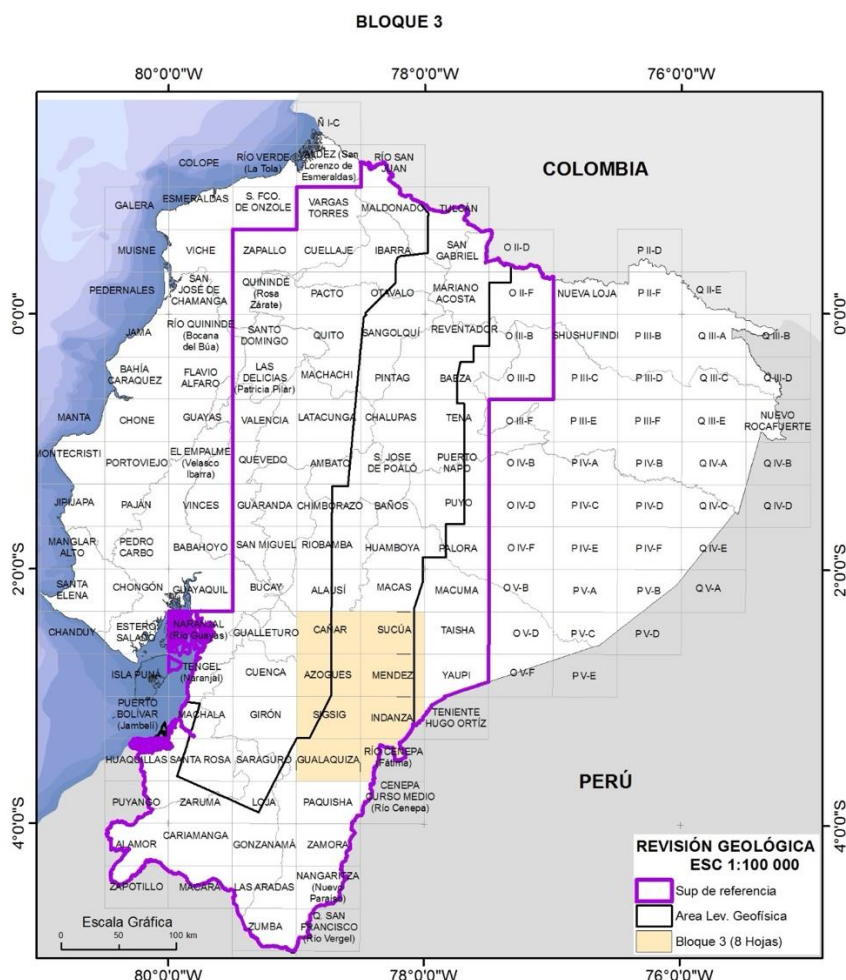 BLOQUE 3
80°0'0"W
78°0'0"W
76°0'0"W
Ñ I-C
COLOPE
RÍO VERDE
(La Tola)
VALDEZ (San
Lorenzo de
Esmeraldas)
RÍO SAN
JUAN
COLOMBIA
GALERA
ESMERALDAS
S. FCO.
DE ONZOLE
VARGAS
TORRES
MALDONADO
TULCÁN
MUISNE
VICHE
ZAPALLO
CUELLAJE
IBARRA
SAN
GABRIEL
O II-D
P II-D
PEDERNALES
SAN
JOSÉ DE
CHAMANGA
QUININDÉ
(Rosa
Zárate)
PACTO
OTAVALO
MARIANO
ACOSTA
O II-F
NUEVA LOJA
P II-F
Q II-E
0°0'0"
0°0'0"
JAMA
RÍO QUININDÉ
(Bocana
del Búa)
SANTO
DOMINGO
QUITO
SANGOLQUÍ
REVENTADOR
O III-B
SHUSHUFINDI
P III-B
Q III-A
Q III-B
BAHÍA
CARAQUEZ
FLAVIO
ALFARO
LAS
DELICIAS
(Patricia Pilar)
MACHACHI
PINTAG
BAEZA
O III-D
P III-C
P III-D
Q III-C
Q III-D
MANTA
CHONE
GUAYAS
VALENCIA
LATACUNGA
CHALUPAS
TENA
O III-F
P III-E
P III-F
Q III-E
NUEVO
ROCAFUERTE
MONTECRISTI
PORTOVIEJO
EL EMPALME
(Velasco
Ibarra)
QUEVEDO
AMBATO
S. JOSE
DE POALÓ
PUERTO
NAPO
O IV-B
P IV-A
P IV-B
Q IV-A
Q IV-B
JIPIJAPA
PAJÁN
VINCES
GUARANDA
CHIMBORAZO
BAÑOS
PUYO
O IV-D
P IV-C
P IV-D
Q IV-C
Q IV-D
MANGLAR
ALTO
PEDRO
CARBO
BABAHOYO
SAN MIGUEL
RIOBAMBA
HUAMBOYA
PALORA
O IV-F
P IV-E
P IV-F
Q IV-E
2°0'0"S
2°0'0"S
SANTA
ELENA
CHONGÓN
GUAYAQUIL
BUCAY
ALAUSÍ
MACAS
MACUMA
O V-B
P V-A
P V-B
Q V-A
CHANDUY
ESTERO
SALADO
NARANJAL
(Río Guayas)
GUALLETURO
CAÑAR
SUCÚA
TAISHA
O V-D
P V-C
P V-D
ISLA PUNÁ
TENGEL
(Naranjal)
CUENCA
AZOGUES
MENDEZ
YAUPI
O V-F
P V-E
PUERTO
BOLÍVAR
(Jambelí)
MACHALA
GIRÓN
SIGSIG
INDANZA
TENIENTE
HUGO ORTÍZ
HUAQUILLAS
SANTA ROSA
SARAGURO
GUALAQUIZA
RÍO CENEPA
(Fátima)
PERÚ
PUYANGO
ZARUMA
LOJA
PAQUISHA
CENEPA
CURSO MEDIO
(Río Cenepa)
4°0'0"S
4°0'0"S
ALAMOR
CARIAMANGA
GONZANAMÁ
ZAMORA
ZAPOTILLO
MACARÁ
LAS ARADAS
NANGARITZA
(Nuevo
Paraiso)
ZUMBA
Q. SAN
FRANCISCO
(Río Vergel)
Escala Gráfica
0 50 100 km
REVISIÓN GEOLÓGICA
ESC 1:100 000
Sup de referencia
Area Lev. Geofísica
Bloque 3 (8 Hojas)
80°0'0"W
78°0'0"W
76°0'0"W